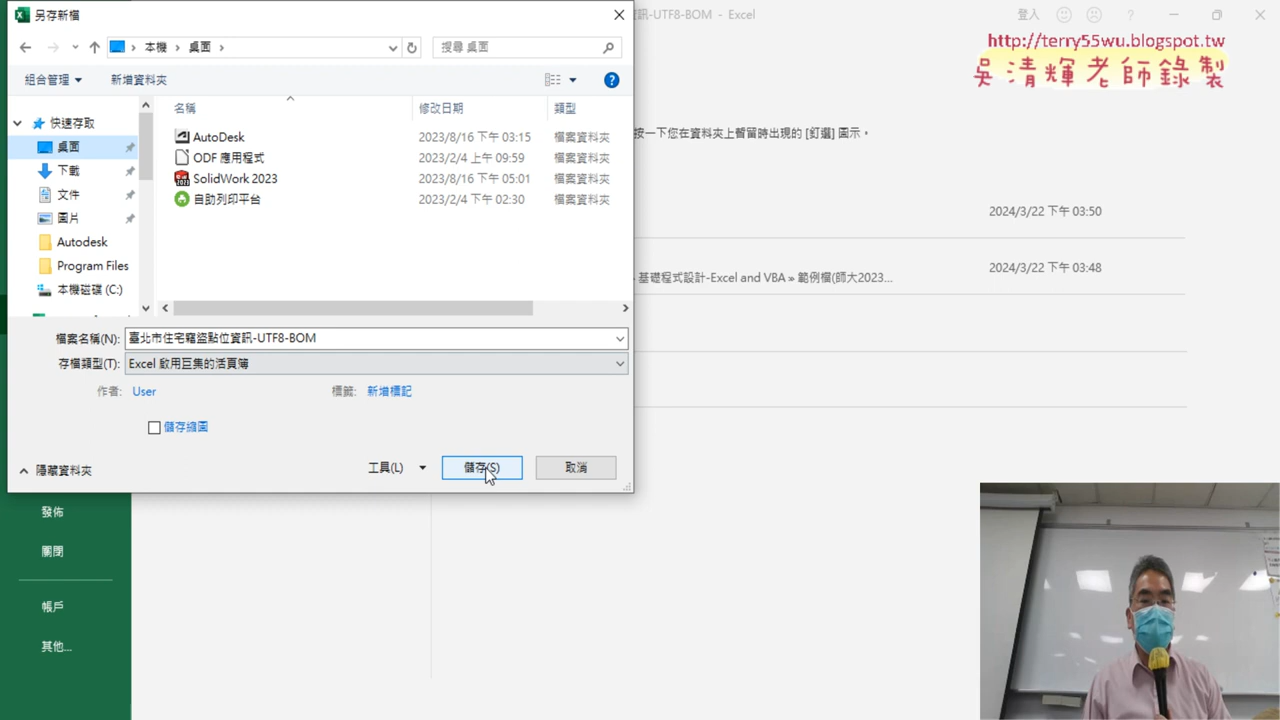 另存新檔
訊-UTF8-BOM - Excel
登入
http://terry55wu.blogspot.tw
吳清輝老師錄製
本機 › 桌面 ›
搜尋 桌面
組合管理
新增資料夾
名稱
修改日期
類型
快速存取
桌面
下載
文件
圖片
Autodesk
Program Files
本機磁碟 (C:)
AutoDesk 2023/8/16 下午 03:15 檔案資料夾
ODF 應用程式 2023/2/4 上午 09:59 檔案資料夾
SolidWork 2023 2023/8/16 下午 05:01 檔案資料夾
自助列印平台 2023/2/4 下午 02:30 檔案資料夾
按一下您在資料夾上暫留時出現的 [釘選] 圖示。
2024/3/22 下午 03:50
2024/3/22 下午 03:48
基礎程式設計-Excel and VBA » 範例檔(師大2023...
檔案名稱(N): 臺北市住宅竊盜點位資訊-UTF8-BOM
存檔類型(T): Excel 啟用巨集的活頁簿
作者: User
標籤: 新增標記
儲存縮圖
隱藏資料夾
工具(L)
儲存(S)
取消
發佈
關閉
帳戶
其他...